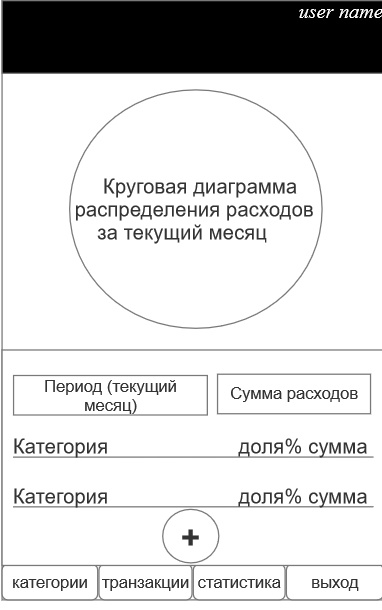 user name
Круговая диаграмма
распределения расходов
за текущий месяц
Период (текущий
месяц)
Сумма расходов
Категория доля% сумма
Категория доля% сумма
+
категории транзакции статистика выход